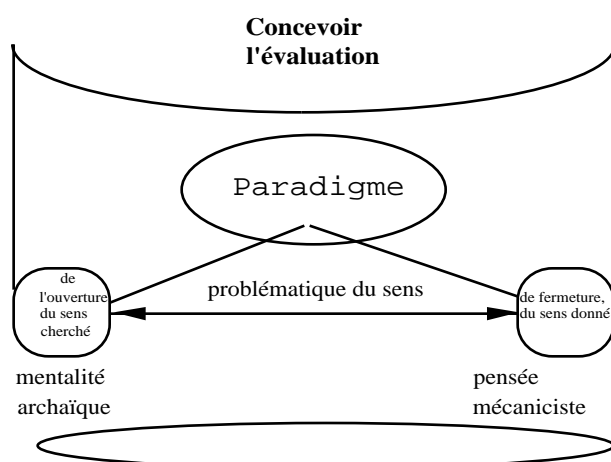 Concevoir
l'évaluation
Paradigme
de
l'ouverture
du sens
cherché
problématique du sens
de fermeture,
du sens donné
mentalité
archaïque
pensée
mécaniciste